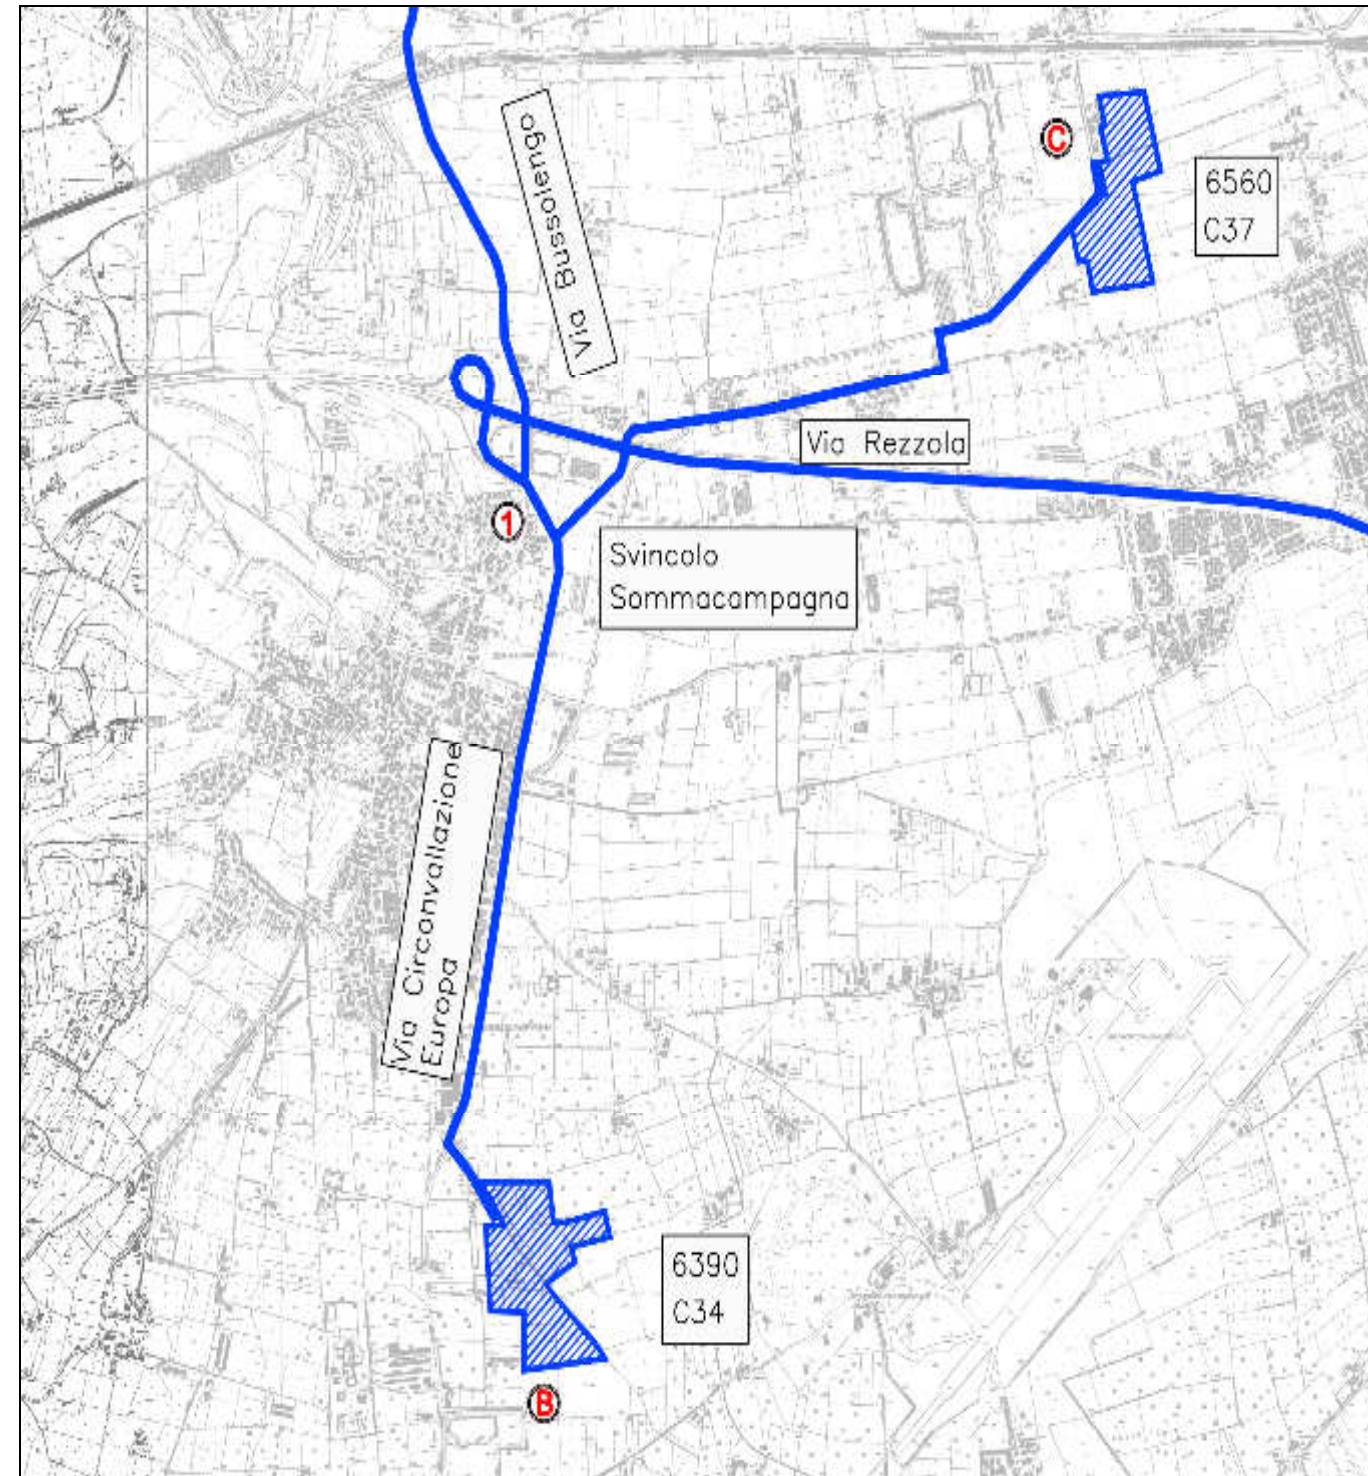 Via Bussolengo
C
6560
C37
Via Rezzola
1
Svincolo
Sommacampagna
Via Circonvallazione
Europa
6390
C34
B